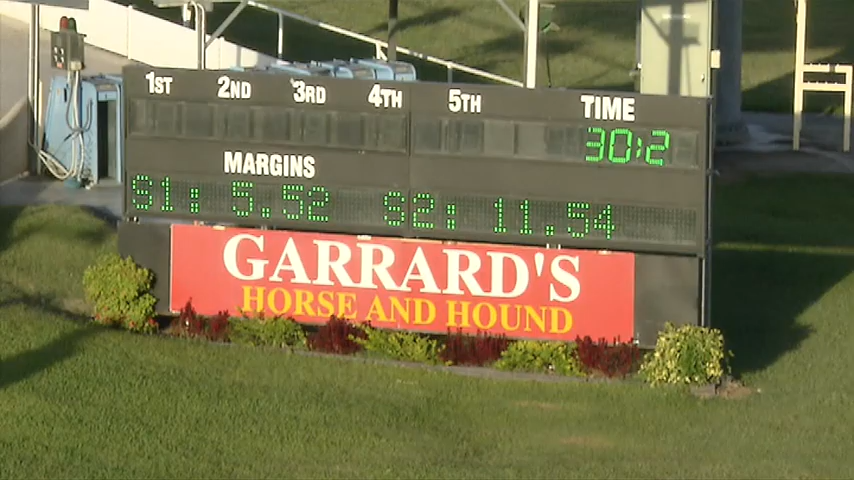 1ST 2ND 3RD 4TH 5TH TIME
30:2
MARGINS
S1: 5.52 S2: 11.54
GARRARD'S
HORSE AND HOUND